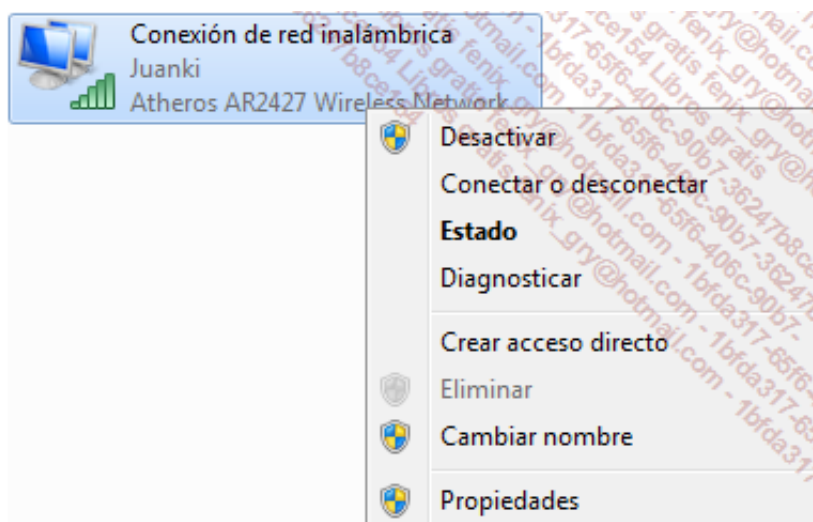 Conexión de red inalámbrica
Juanki
Atheros AR2427 Wireless Network
Desactivar
Conectar o desconectar
Estado
Diagnosticar
Crear acceso directo
Eliminar
Cambiar nombre
Propiedades